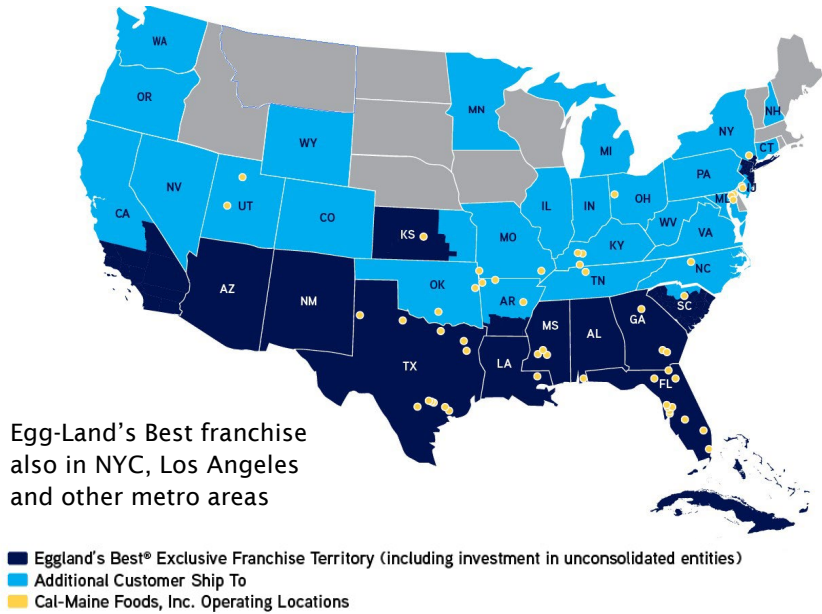 WA
OR
MN
NH
WY
NY
MI
CT
PA
NJ
NV
UT
IL
IN
OH
MD
CA
CO
WV
VA
KS
MO
KY
NC
AZ
NM
OK
TN
AR
SC
MS
AL
GA
TX
LA
FL
Egg-Land's Best franchise
also in NYC, Los Angeles
and other metro areas
Eggland's Best® Exclusive Franchise Territory (including investment in unconsolidated entities)
Additional Customer Ship To
Cal-Maine Foods, Inc. Operating Locations